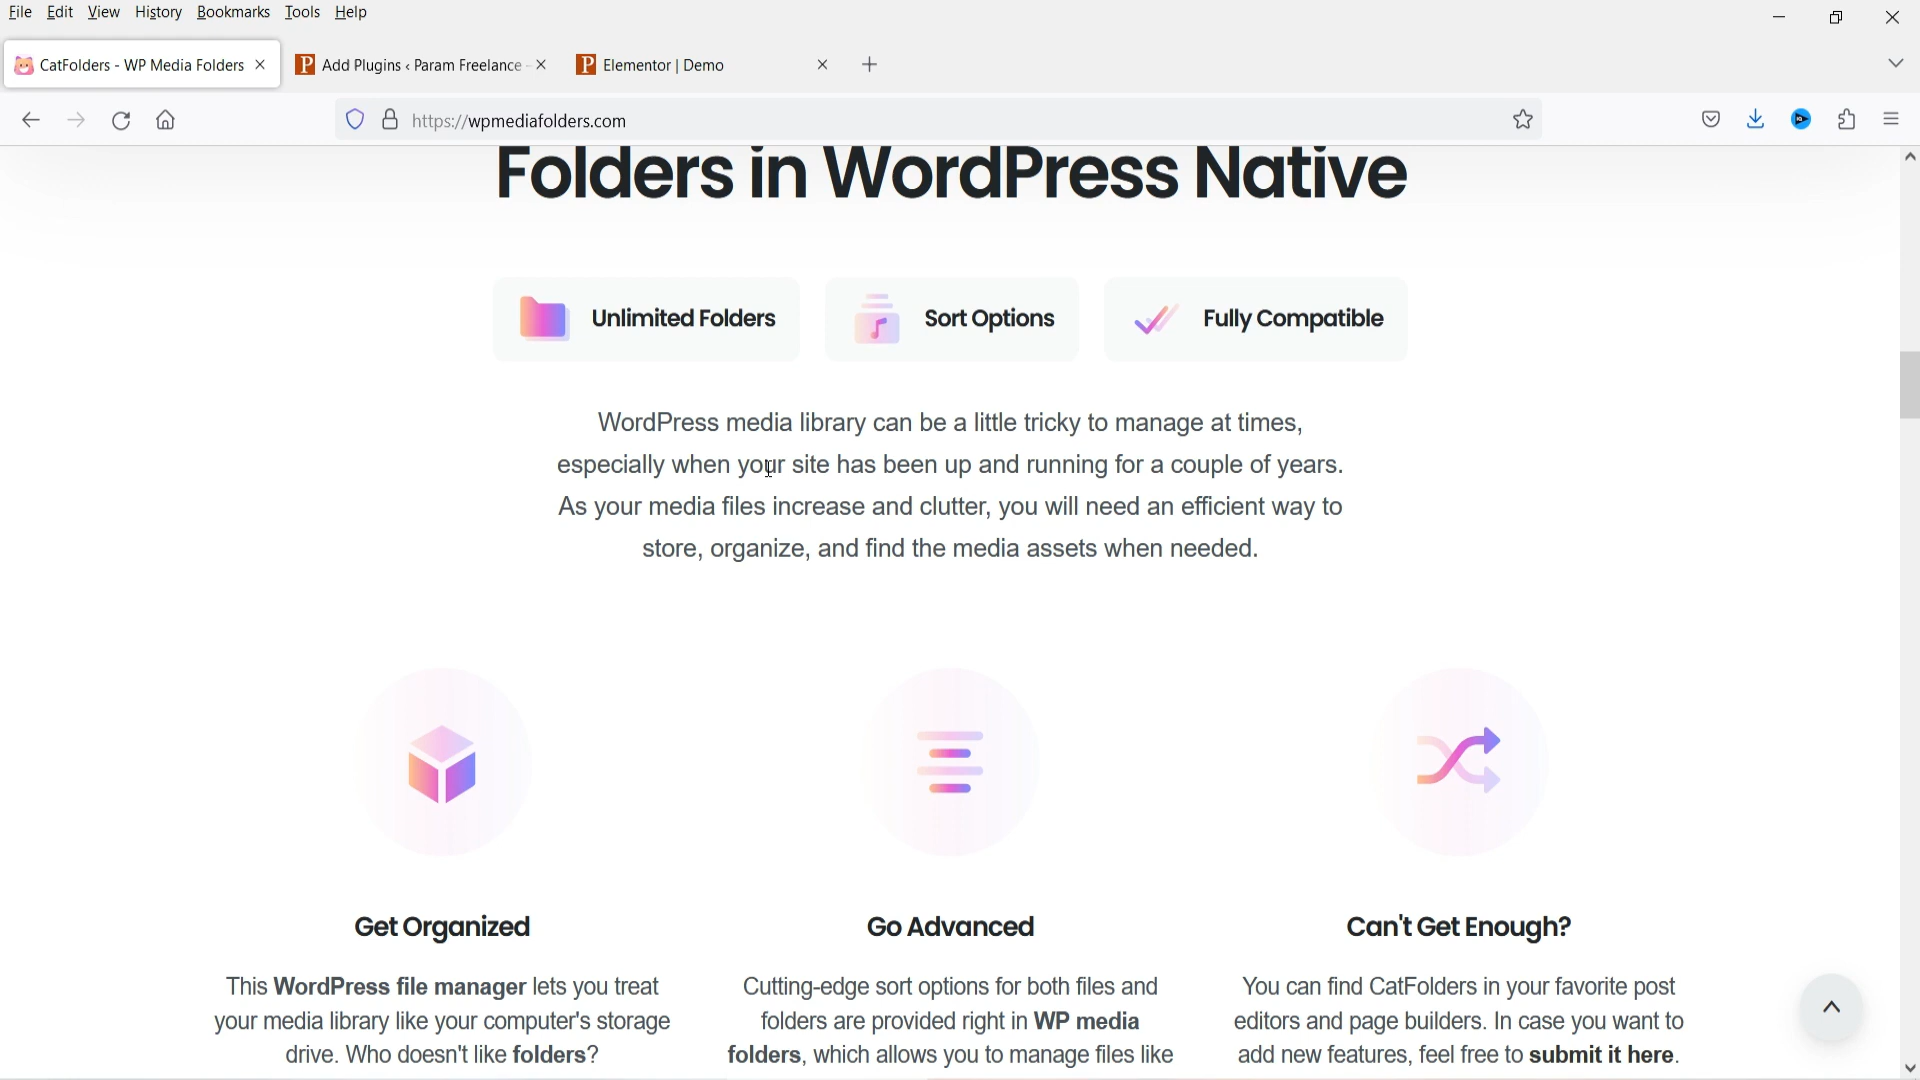 File Edit View History Bookmarks Tools Help
CatFolders - WP Media Folders
Add Plugins ‹ Param Freelance -
Elementor | Demo
https://wpmediafolders.com
Folders in WordPress Native
Unlimited Folders
Sort Options
Fully Compatible
WordPress media library can be a little tricky to manage at times,
especially when your site has been up and running for a couple of years.
As your media files increase and clutter, you will need an efficient way to
store, organize, and find the media assets when needed.
Get Organized
This WordPress file manager lets you treat
your media library like your computer's storage
drive. Who doesn't like folders?
Go Advanced
Cutting-edge sort options for both files and
folders are provided right in WP media
folders, which allows you to manage files like
Can't Get Enough?
You can find CatFolders in your favorite post
editors and page builders. In case you want to
add new features, feel free to submit it here.